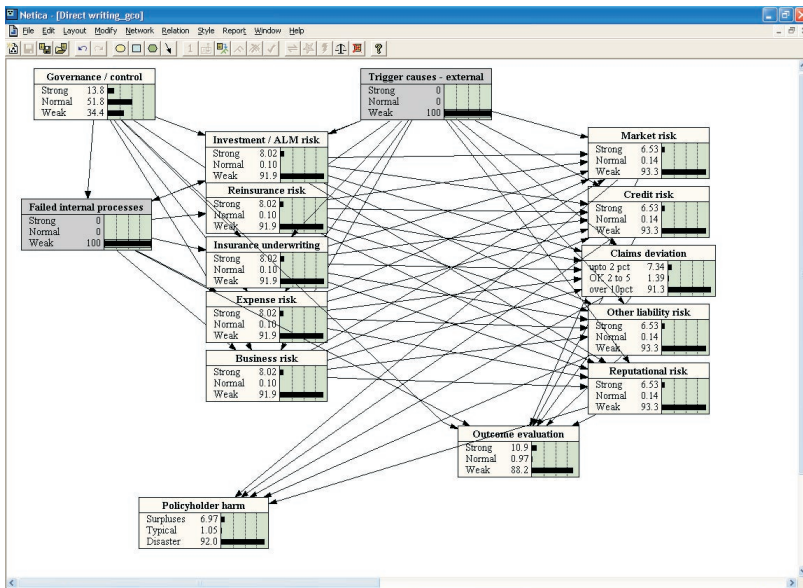 Netica - [Direct writing_gco]
File Edit Layout Modify Network Relation Style Report Window Help
Governance / control
Strong 13.8
Normal 51.8
Weak 34.4
Trigger causes - external
Strong 0
Normal 0
Weak 100
Investment / ALM risk
Strong 8.02
Normal 0.10
Weak 91.9
Market risk
Strong 6.53
Normal 0.14
Weak 93.3
Reinsurance risk
Strong 8.02
Normal 0.10
Weak 91.9
Credit risk
Strong 6.53
Normal 0.14
Weak 93.3
Failed internal processes
Strong 0
Normal 0
Weak 100
Insurance underwriting
Strong 8.02
Normal 0.10
Weak 91.9
Claims deviation
upto 2 pct 7.34
OK 2 to 5 1.39
over 10pct 91.3
Expense risk
Strong 8.02
Normal 0.10
Weak 91.9
Other liability risk
Strong 6.53
Normal 0.14
Weak 93.3
Business risk
Strong 8.02
Normal 0.10
Weak 91.9
Reputational risk
Strong 6.53
Normal 0.14
Weak 93.3
Outcome evaluation
Strong 10.9
Normal 0.97
Weak 88.2
Policyholder harm
Surpluses 6.97
Typical 1.05
Disaster 92.0